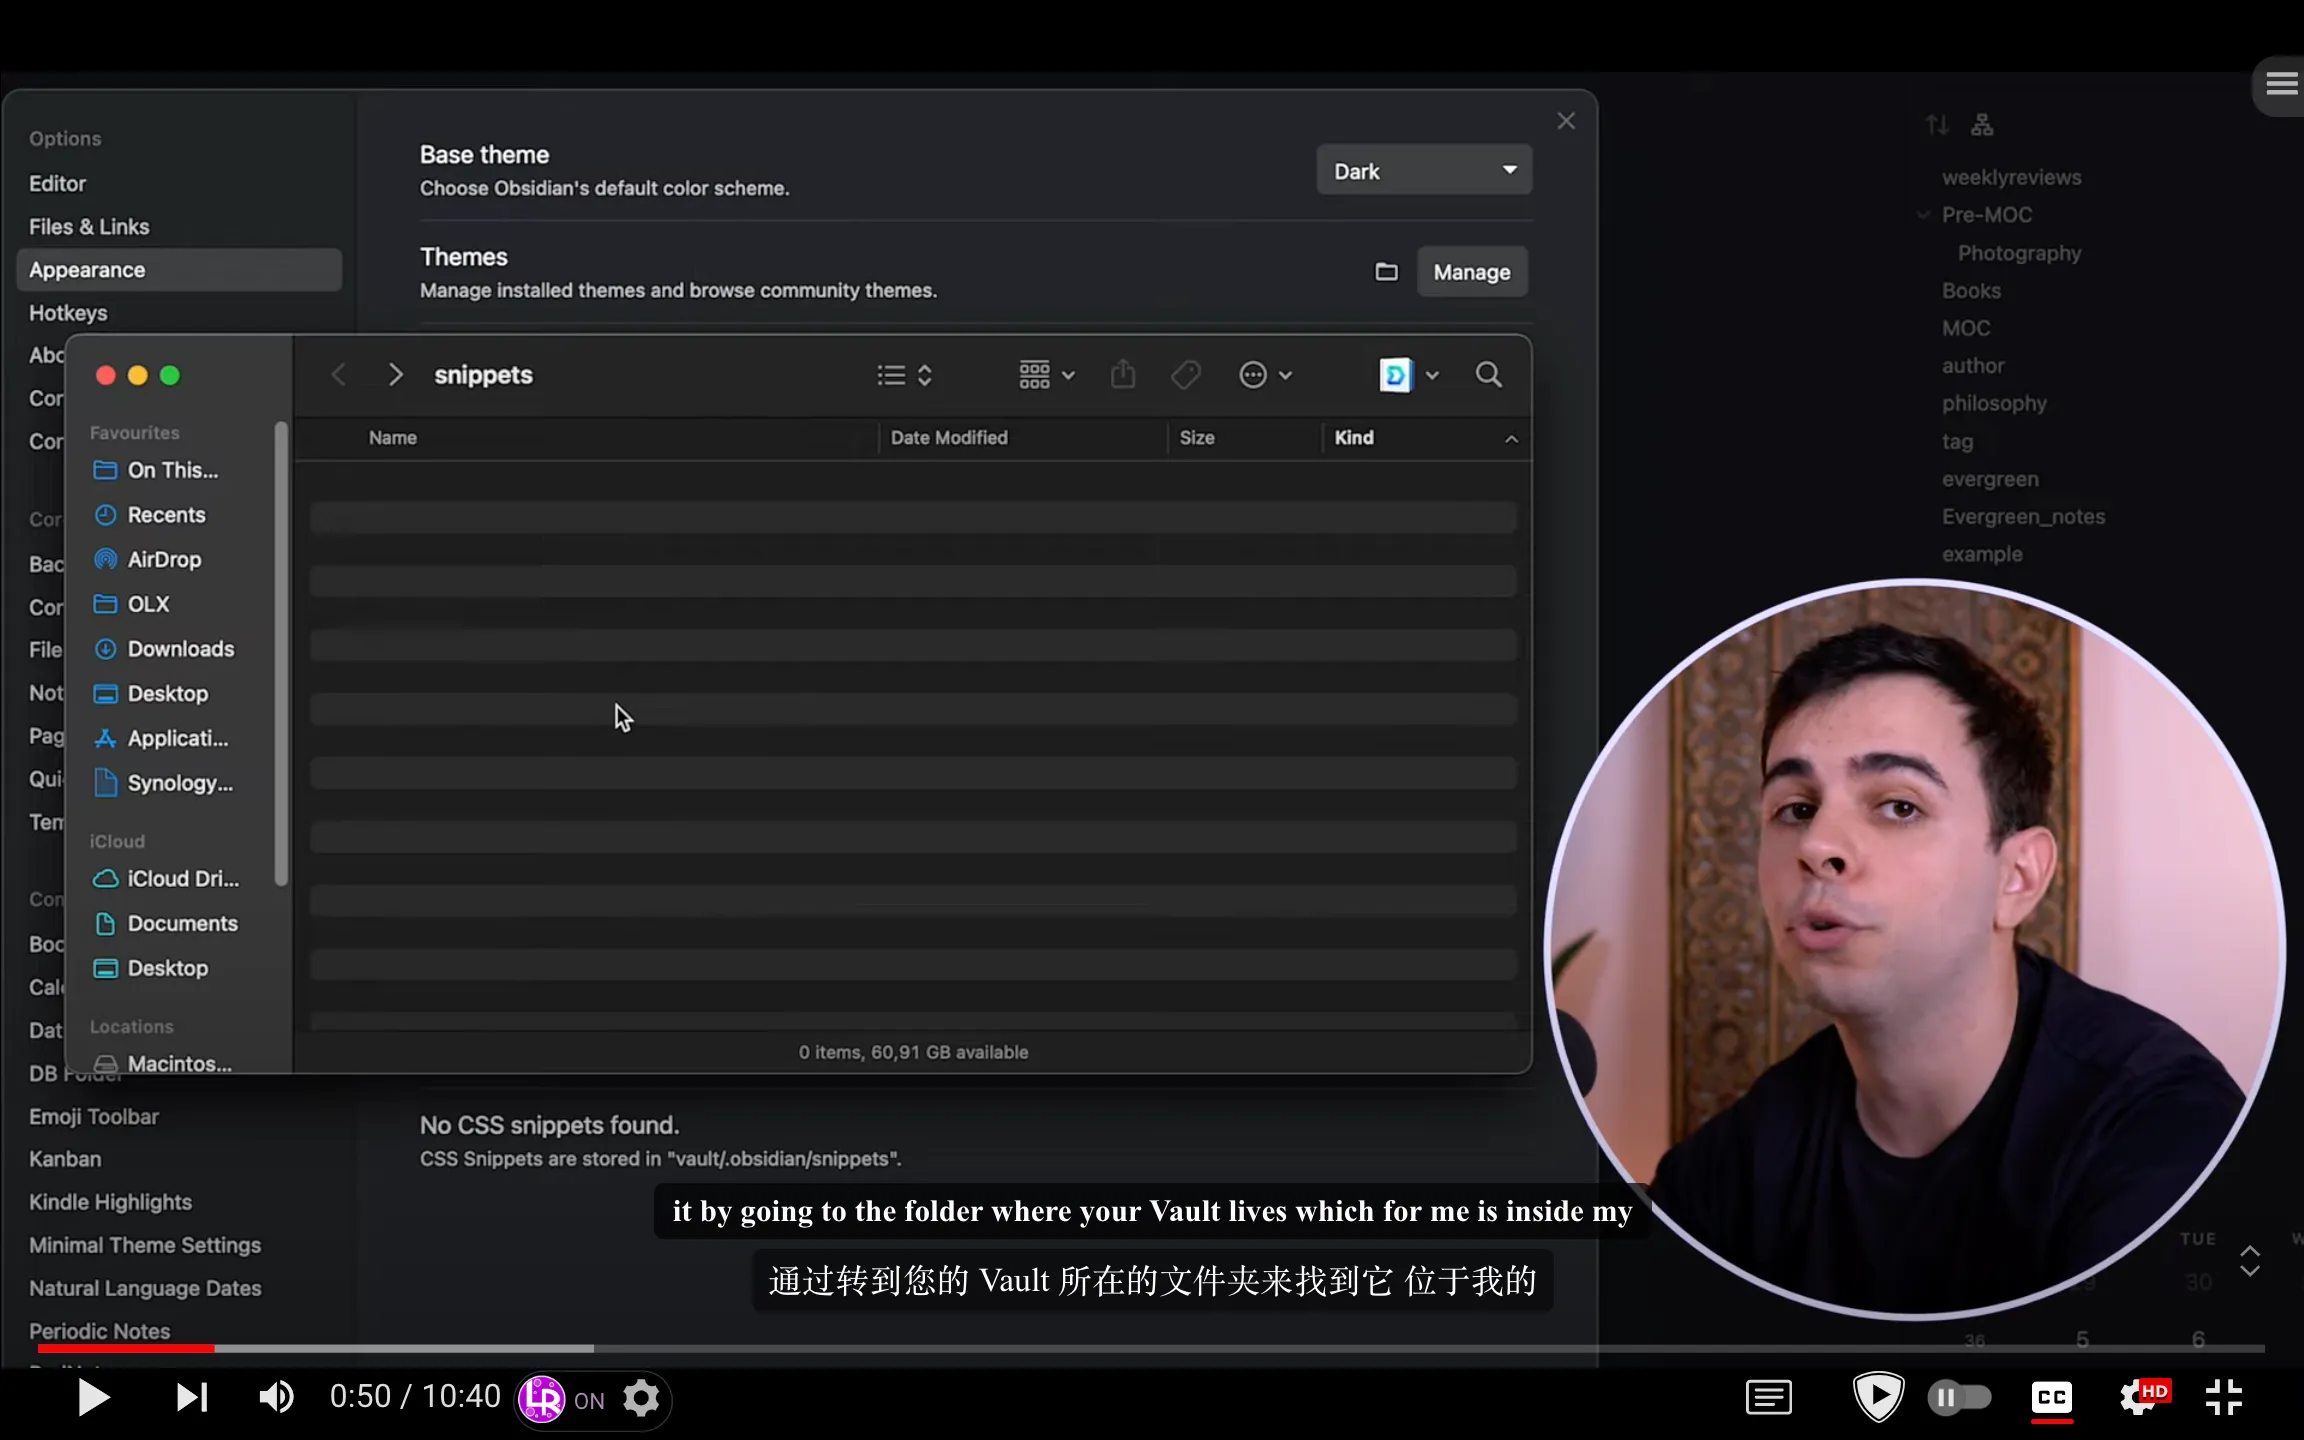 Options
Editor
Files & Links
Appearance
Hotkeys
Base theme
Choose Obsidian's default color scheme.
Dark
Themes
Manage installed themes and browse community themes.
Manage
snippets
Name
Date Modified
Size
Kind
Favourites
On This...
Recents
AirDrop
OLX
Downloads
Desktop
Applicati...
Synology...
iCloud
iCloud Dri...
Documents
Desktop
Locations
Macintos...
0 items, 60,91 GB available
Abo
Cor
Cor
Cor
Bac
Cor
File
Not
Pag
Qui
Tem
Con
Boo
Cale
Dat
DB Folder
Emoji Toolbar
Kanban
Kindle Highlights
Minimal Theme Settings
Natural Language Dates
Periodic Notes
No CSS snippets found.
CSS Snippets are stored in "vault/.obsidian/snippets".
weeklyreviews
Pre-MOC
Photography
Books
MOC
author
philosophy
tag
evergreen
Evergreen_notes
example
it by going to the folder where your Vault lives which for me is inside my
通过转到您的 Vault 所在的文件夹来找到它 位于我的
TUE
W
30
36
5
6
0:50 / 10:40
LR
ON
CC
HD